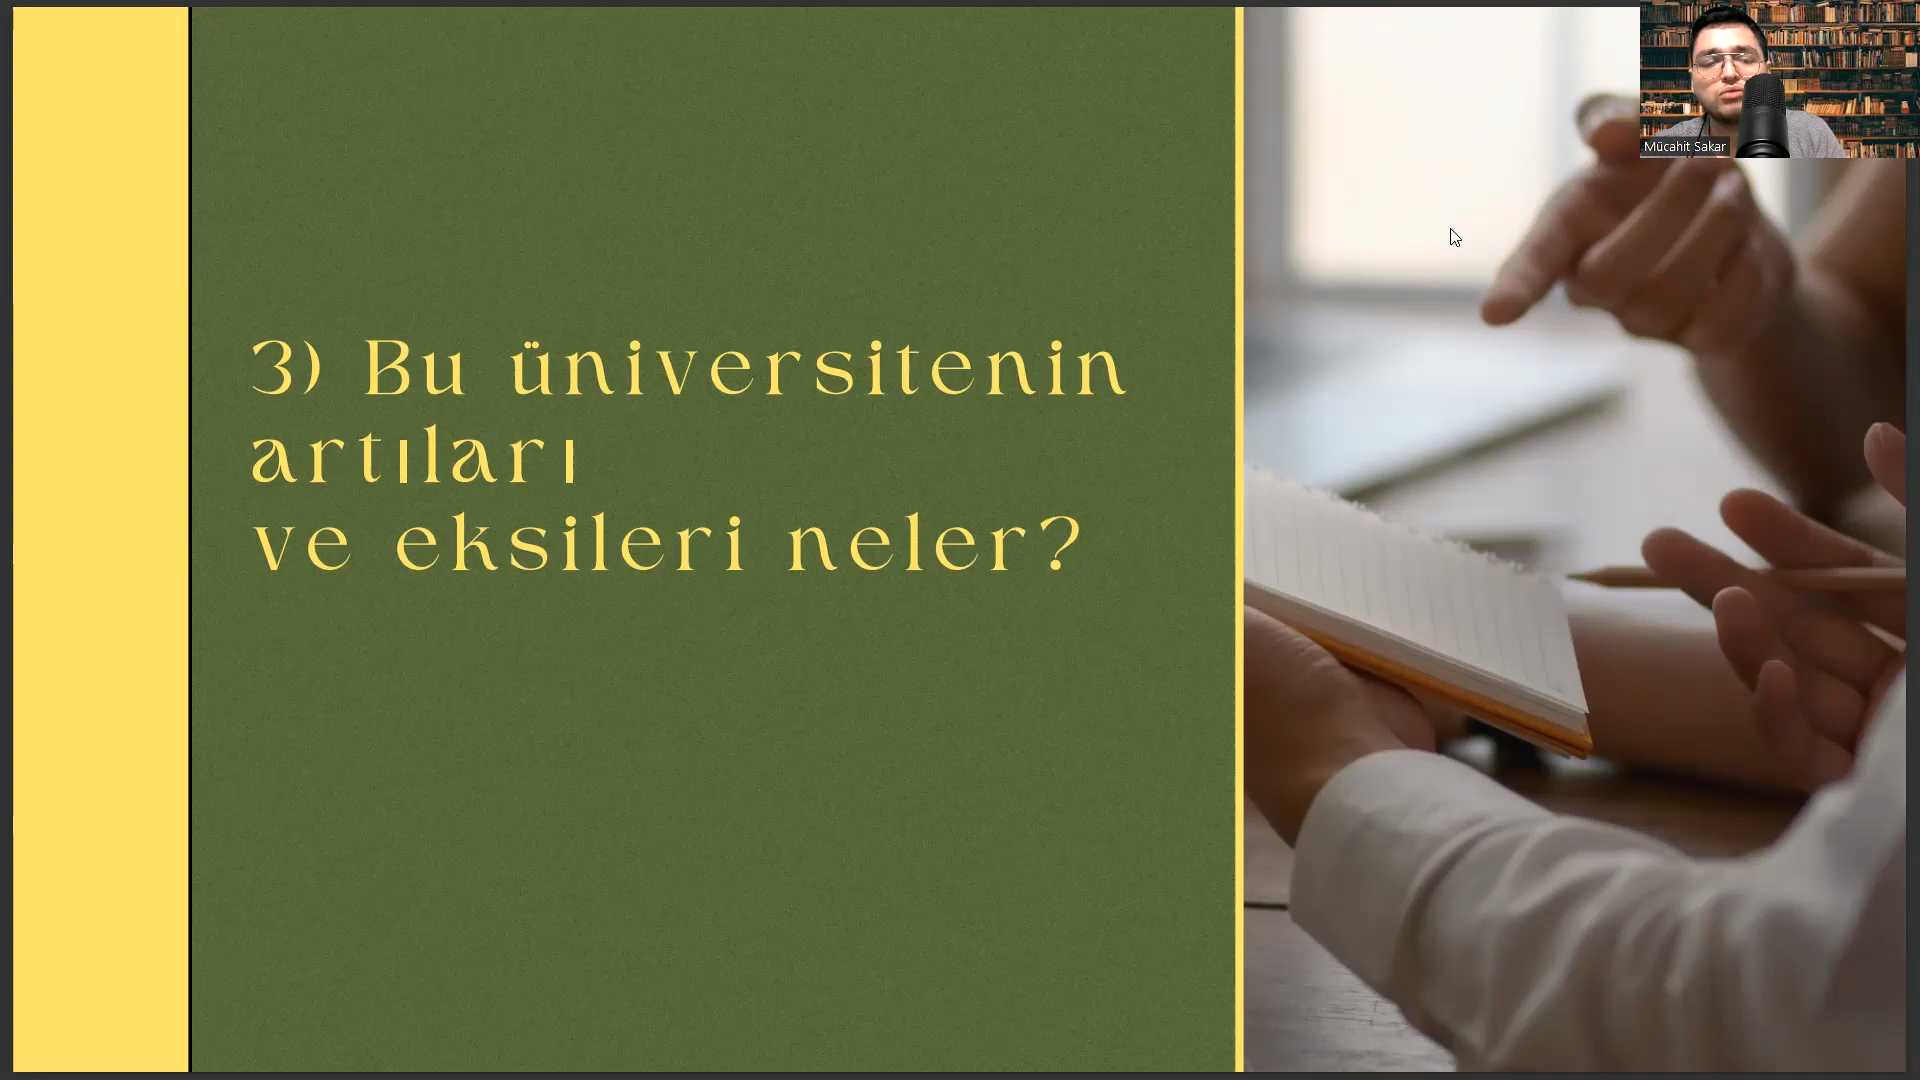 3) Bu üniversitenin
artıları
ve eksileri neler?
Mücahit Sakar